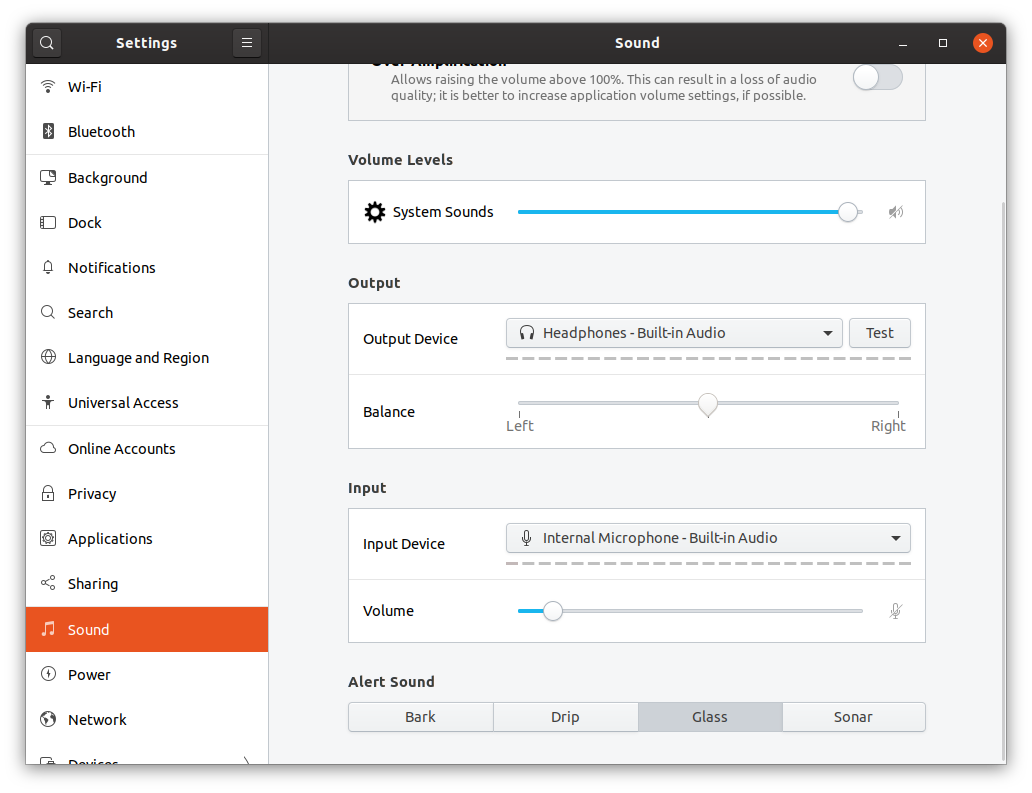 Settings
Sound
Wi-Fi
Bluetooth
Background
Dock
Notifications
Search
Language and Region
Universal Access
Online Accounts
Privacy
Applications
Sharing
Sound
Power
Network
Devices
Over-Amplification
Allows raising the volume above 100%. This can result in a loss of audio
quality; it is better to increase application volume settings, if possible.
Volume Levels
System Sounds
Output
Output Device
Headphones - Built-in Audio
Test
Balance
Left
Right
Input
Input Device
Internal Microphone - Built-in Audio
Volume
Alert Sound
Bark
Drip
Glass
Sonar